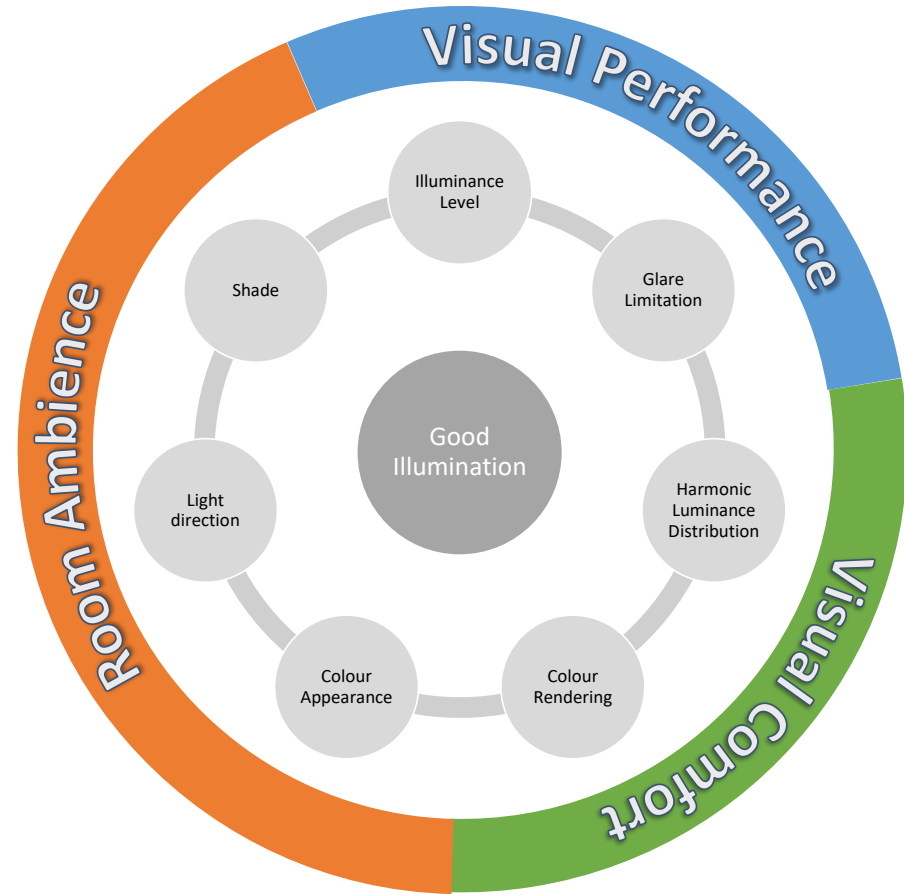 Visual Performance
Illuminance
Level
Shade
Glare
Limitation
Room Ambience
Good
Illumination
Light
direction
Harmonic
Luminance
Distribution
Visual Comfort
Colour
Appearance
Colour
Rendering